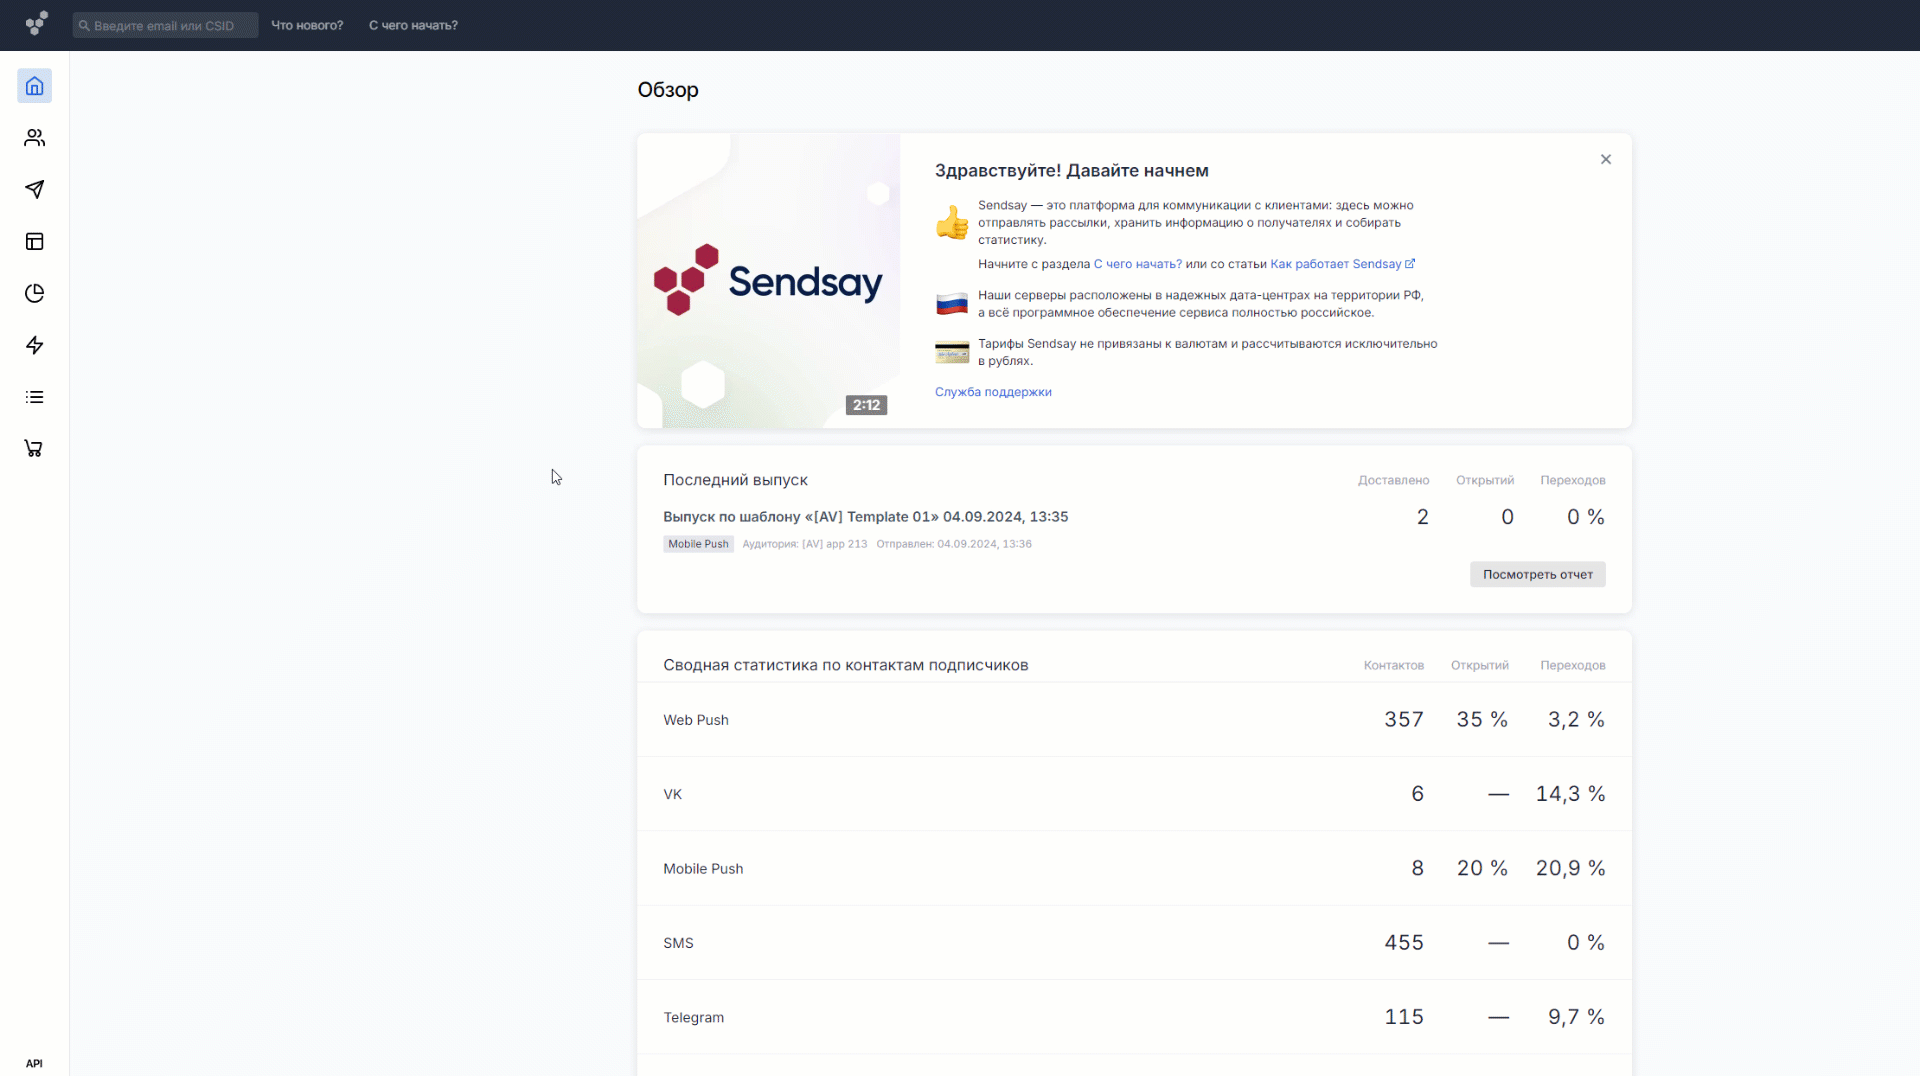 Введите email или CSID
Что нового?
С чего начать?
Обзор
Sendsay
2:12
Здравствуйте! Давайте начнем
Sendsay — это платформа для коммуникации с клиентами: здесь можно
отправлять рассылки, хранить информацию о получателях и собирать
статистику.
Начните с раздела С чего начать? или со статьи Как работает Sendsay
Наши серверы расположены в надежных дата-центрах на территории РФ,
а всё программное обеспечение сервиса полностью российское.
Тарифы Sendsay не привязаны к валютам и рассчитываются исключительно
в рублях.
Служба поддержки
Последний выпуск
Доставлено
Открытий
Переходов
Выпуск по шаблону «[AV] Template 01» 04.09.2024, 13:35
2
0
0 %
Mobile Push
Аудитория: [AV] app 213
Отправлен: 04.09.2024, 13:36
Посмотреть отчет
Сводная статистика по контактам подписчиков
Контактов
Открытий
Переходов
Web Push
357
35 %
3,2 %
VK
6
—
14,3 %
Mobile Push
8
20 %
20,9 %
SMS
455
—
0 %
Telegram
115
—
9,7 %
API